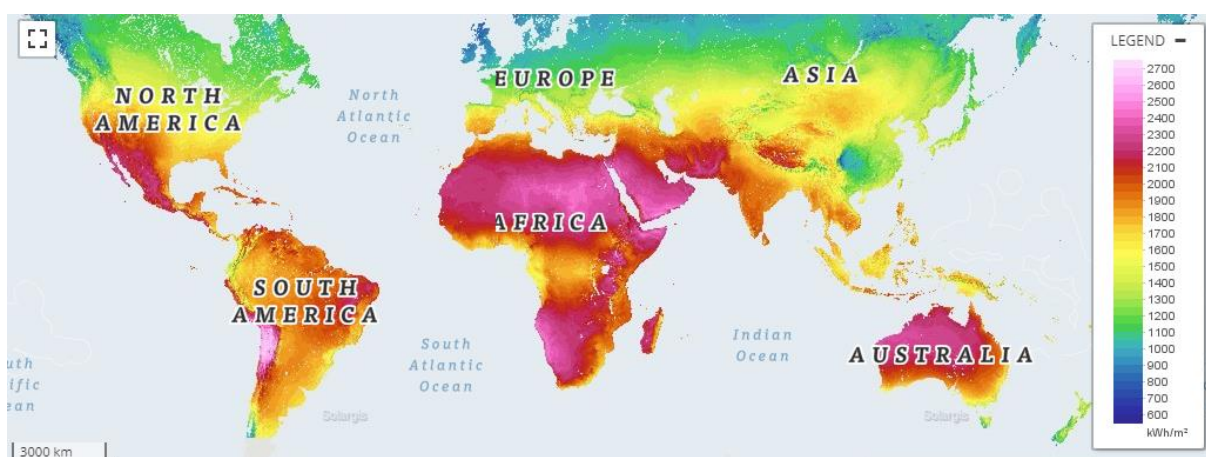 NORTH
AMERICA
North
Atlantic
Ocean
EUROPE
ASIA
AFRICA
SOUTH
AMERICA
South
Atlantic
Ocean
Indian
Ocean
AUSTRALIA
uth
ific
ean
Solargis
Solargis
3000 km
LEGEND
2700
2600
2500
2400
2300
2200
2100
2000
1900
1800
1700
1600
1500
1400
1300
1200
1100
1000
900
800
700
600
kWh/m²